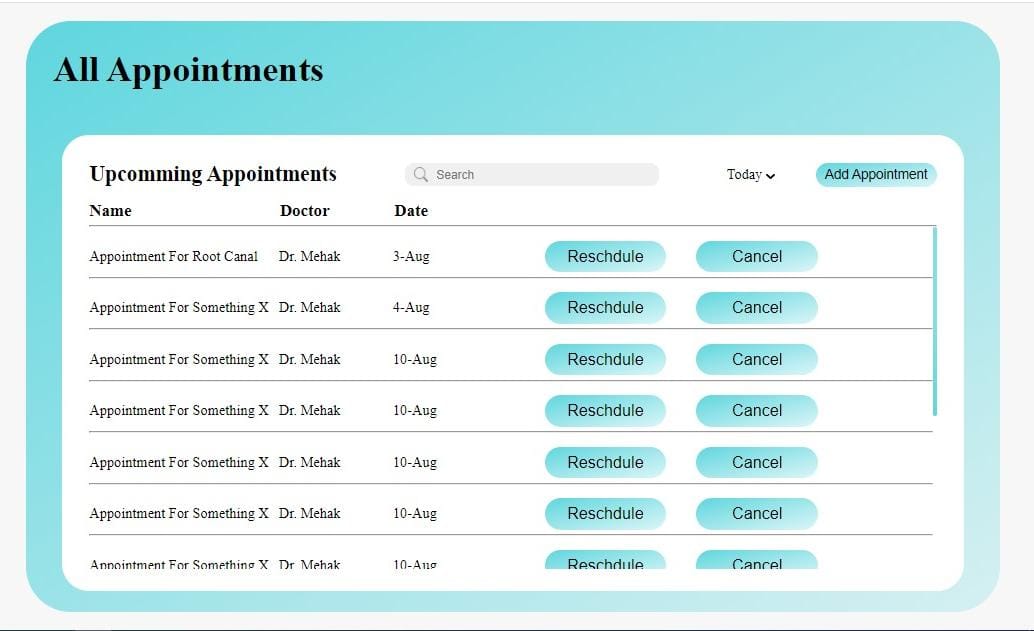 All Appointments
Upcomming Appointments Search Today Add Appointment
Name Doctor Date
Appointment For Root Canal Dr. Mehak 3-Aug Reschdule Cancel
Appointment For Something X Dr. Mehak 4-Aug Reschdule Cancel
Appointment For Something X Dr. Mehak 10-Aug Reschdule Cancel
Appointment For Something X Dr. Mehak 10-Aug Reschdule Cancel
Appointment For Something X Dr. Mehak 10-Aug Reschdule Cancel
Appointment For Something X Dr. Mehak 10-Aug Reschdule Cancel
Appointment For Something X Dr. Mehak 10-Aug Reschdule Cancel